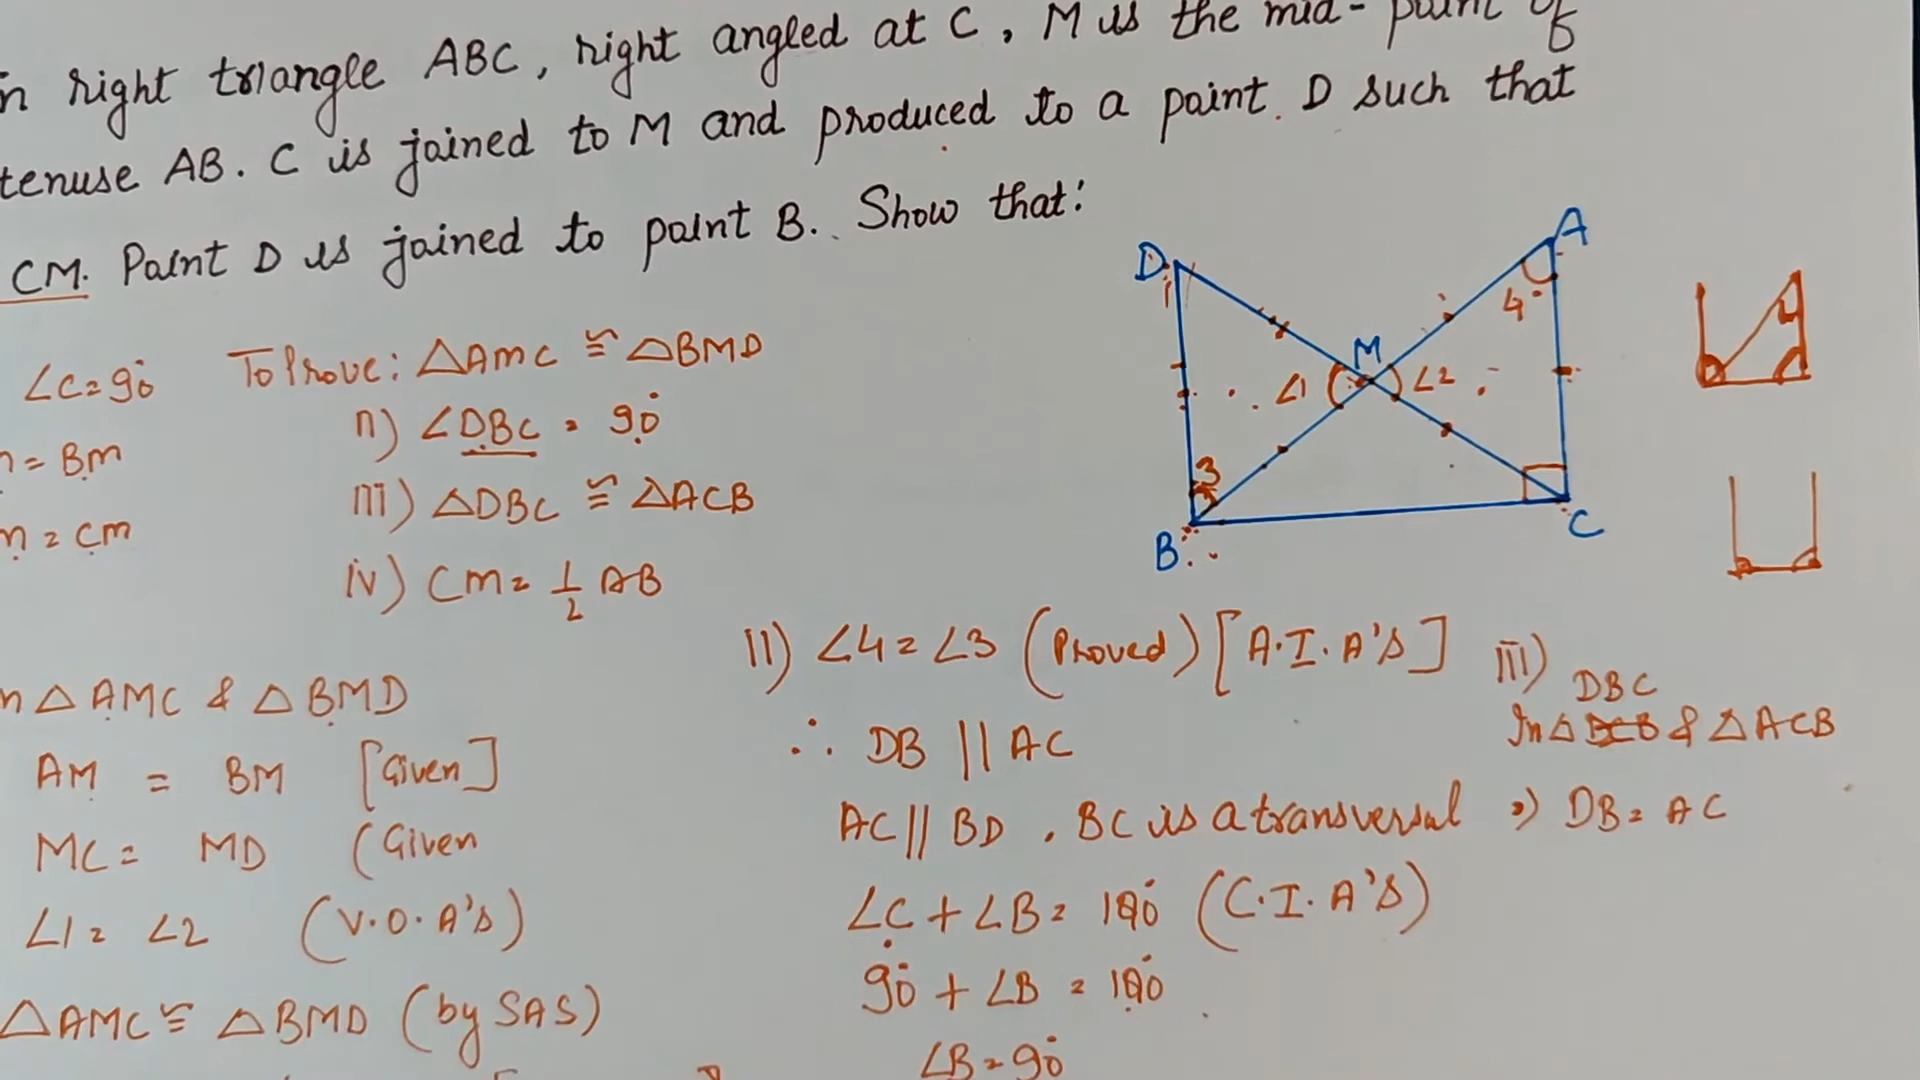 n right triangle ABC, right angled at C, M is the mid-point of
tenuse AB. C is joined to M and produced to a point D such that
CM. Point D is joined to point B. Show that:
∠C=90° To Prove: △AMC ≅ △BMD
= BM II) ∠DBC = 90°
= CM III) △DBC ≅ △ACB
iv) CM = 1/2 AB
D
A
1
4
M
∠1
∠2
3
B
C
n △ AMC & △ BMD
AM = BM [Given]
MC = MD (Given
∠1 = ∠2 (V.O.A's)
△AMC ≅ △BMD (by SAS)
II) ∠4 = ∠3 (Proved) [A.I.A's]
∴ DB || AC
AC || BD, BC is a transversal
∠C + ∠B = 180° (C.I.A's)
90° + ∠B = 180°
∠B = 90°
III)
DBC
In △ DCB & △ ACB
DB = AC